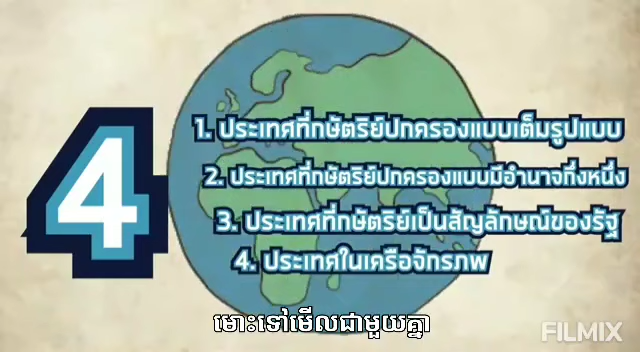 4
1. ประเทศที่กษัตริย์ปกครองแบบเต็มรูปแบบ
2. ประเทศที่กษัตริย์ปกครองแบบมีอำนาจกึ่งหนึ่ง
3. ประเทศที่กษัตริย์เป็นสัญลักษณ์ของรัฐ
4. ประเทศในเครือจักรภพ
មោះទៅមើលជាមួយគ្នា
FILMIX